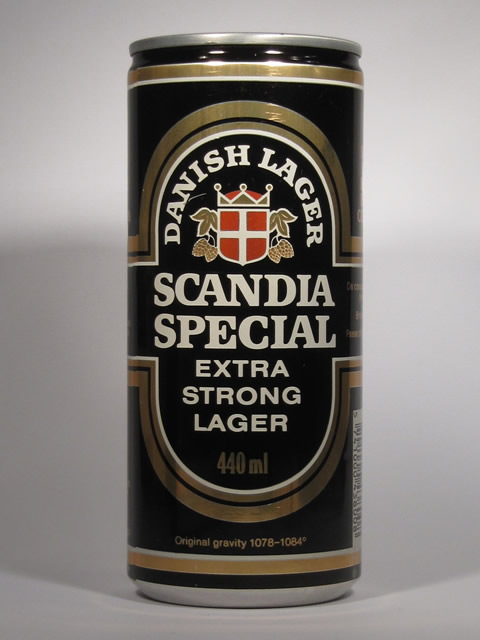 DANISH LAGER
SCANDIA
SPECIAL
EXTRA
STRONG
LAGER
440 ml
Original gravity 1078-1084°